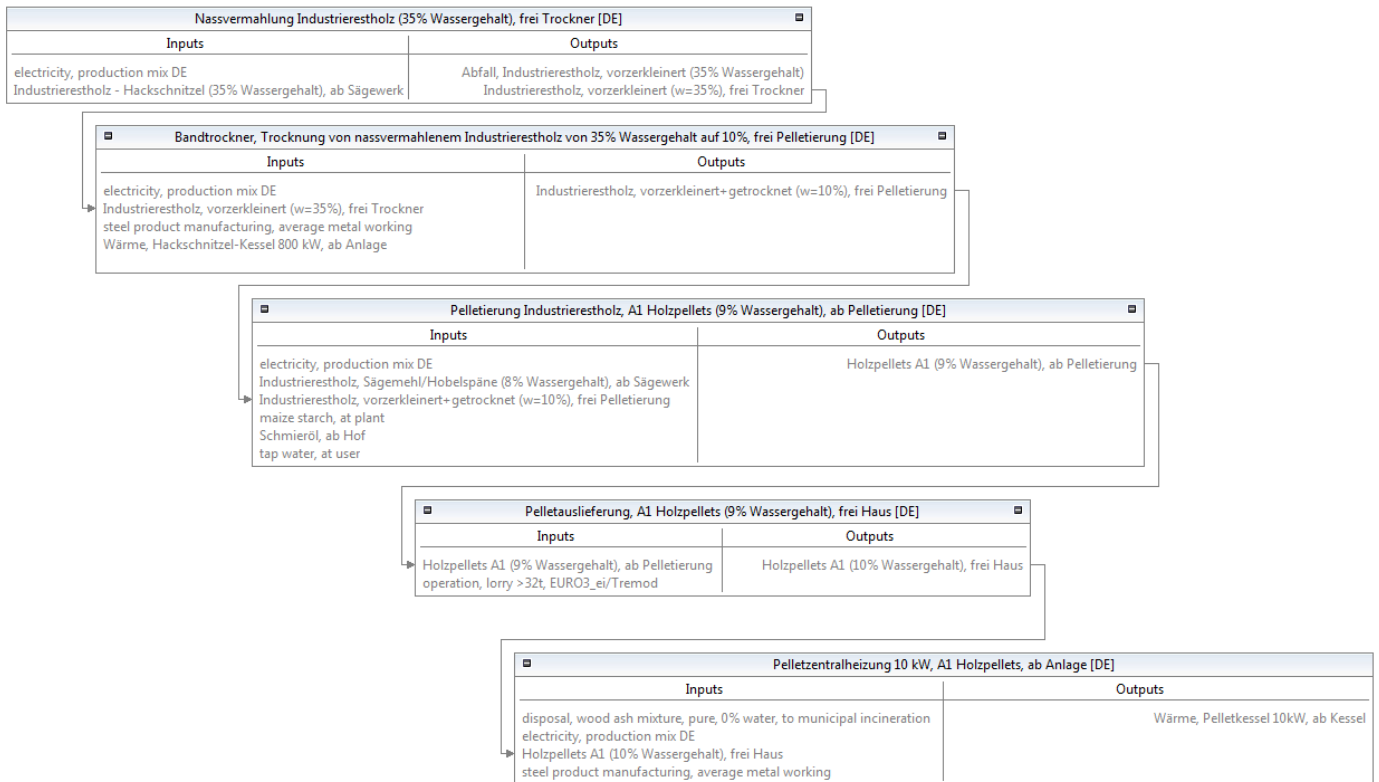 Nassvermahlung Industrierestholz (35% Wassergehalt), frei Trockner [DE]
Inputs
Outputs
electricity, production mix DE
Industrierestholz - Hackschnitzel (35% Wassergehalt), ab Sägewerk
Abfall, Industrierestholz, vorzerkleinert (35% Wassergehalt)
Industrierestholz, vorzerkleinert (w=35%), frei Trockner
Bandtrockner, Trocknung von nassvermahlenem Industrierestholz von 35% Wassergehalt auf 10%, frei Pelletierung [DE]
Inputs
Outputs
electricity, production mix DE
Industrierestholz, vorzerkleinert (w=35%), frei Trockner
steel product manufacturing, average metal working
Wärme, Hackschnitzel-Kessel 800 kW, ab Anlage
Industrierestholz, vorzerkleinert+getrocknet (w=10%), frei Pelletierung
Pelletierung Industrierestholz, A1 Holzpellets (9% Wassergehalt), ab Pelletierung [DE]
Inputs
Outputs
electricity, production mix DE
Industrierestholz, Sägemehl/Hobelspäne (8% Wassergehalt), ab Sägewerk
Industrierestholz, vorzerkleinert+getrocknet (w=10%), frei Pelletierung
maize starch, at plant
Schmieröl, ab Hof
tap water, at user
Holzpellets A1 (9% Wassergehalt), ab Pelletierung
Pelletauslieferung, A1 Holzpellets (9% Wassergehalt), frei Haus [DE]
Inputs
Outputs
Holzpellets A1 (9% Wassergehalt), ab Pelletierung
operation, lorry >32t, EURO3_ei/Tremod
Holzpellets A1 (10% Wassergehalt), frei Haus
Pelletzentralheizung 10 kW, A1 Holzpellets, ab Anlage [DE]
Inputs
Outputs
disposal, wood ash mixture, pure, 0% water, to municipal incineration
electricity, production mix DE
Holzpellets A1 (10% Wassergehalt), frei Haus
steel product manufacturing, average metal working
Wärme, Pelletkessel 10kW, ab Kessel